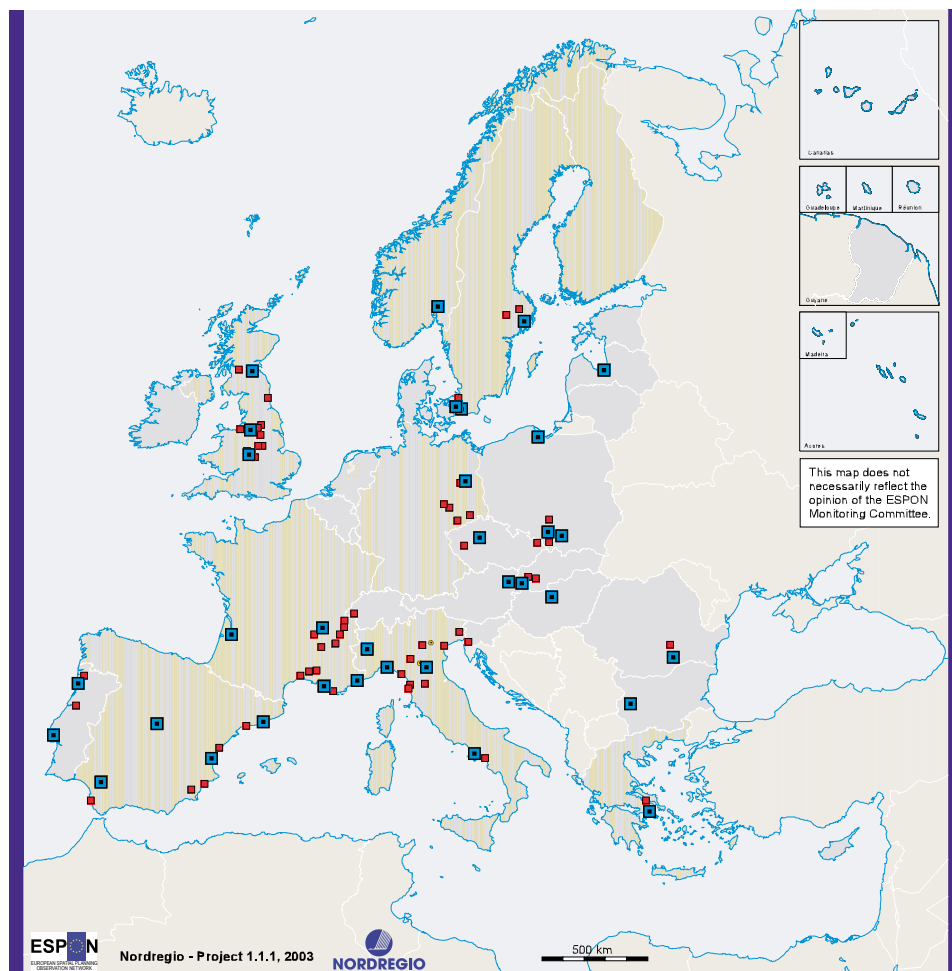 Canarias
Guadeloupe
Martinique
Réunion
Guyane
Madeira
Acores
This map does not
necessarily reflect the
opinion of the ESPON
Monitoring Committee.
ESPON
EUROPEAN SPATIAL PLANNING
OBSERVATION NETWORK
Nordregio - Project 1.1.1, 2003
NORDREGIO
500 km